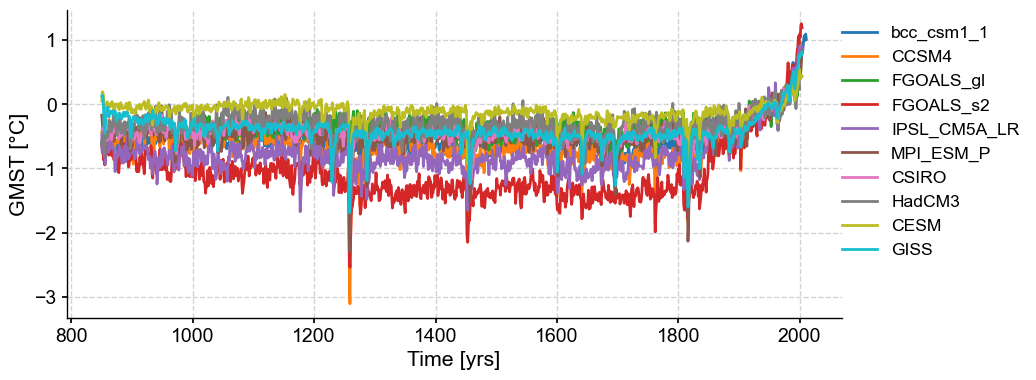 GMST [°C]
1
0
−1
−2
−3
800
1000
1200
1400
1600
1800
2000
Time [yrs]
bcc_csm1_1
CCSM4
FGOALS_gl
FGOALS_s2
IPSL_CM5A_LR
MPI_ESM_P
CSIRO
HadCM3
CESM
GISS